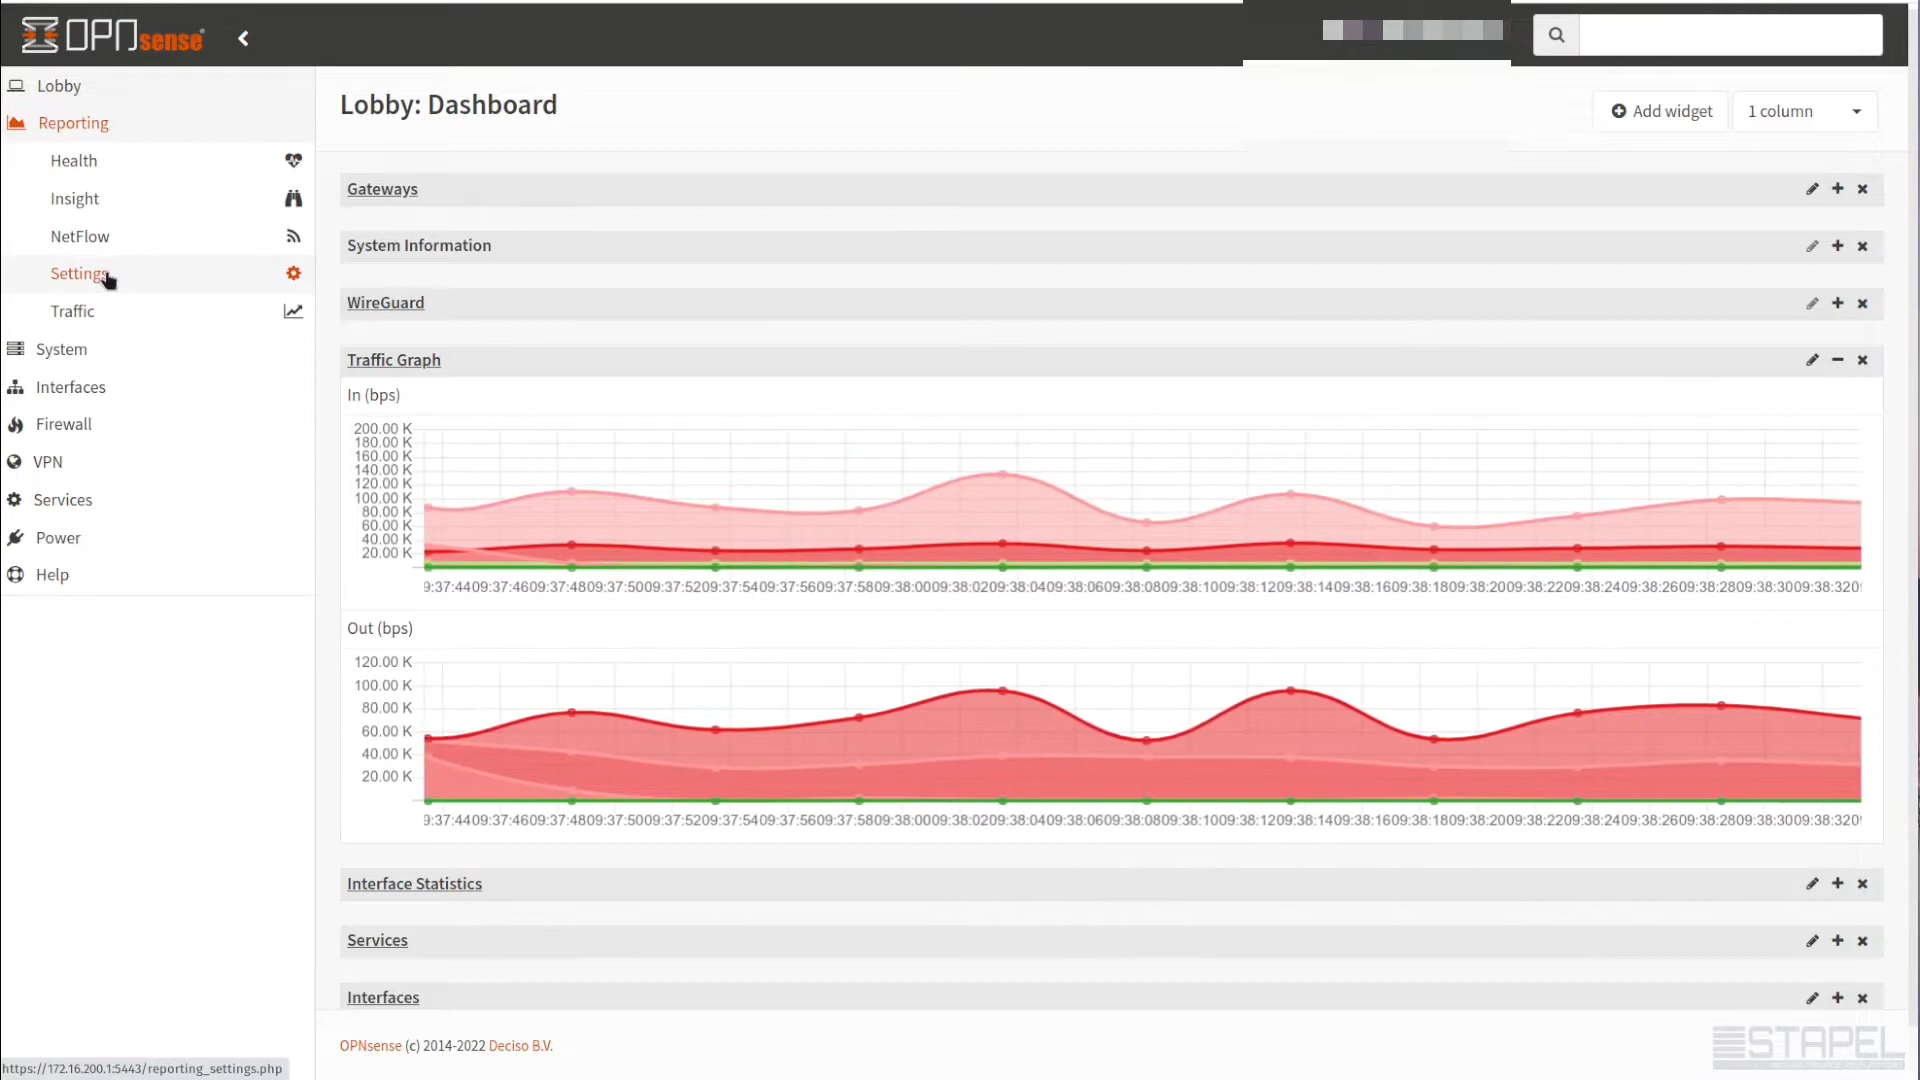 OPNsense
Lobby
Reporting
Health
Insight
NetFlow
Settings
Traffic
System
Interfaces
Firewall
VPN
Services
Power
Help
Lobby: Dashboard
Add widget
1 column
Gateways
System Information
WireGuard
Traffic Graph
In (bps)
200.00 K
180.00 K
160.00 K
140.00 K
120.00 K
100.00 K
80.00 K
60.00 K
40.00 K
20.00 K
9:37:4409:37:4609:37:4809:37:5009:37:5209:37:5409:37:5609:37:5809:38:0009:38:0209:38:0409:38:0609:38:0809:38:1009:38:1209:38:1409:38:1609:38:1809:38:2009:38:2209:38:2409:38:2609:38:2809:38:3009:38:3209:
Out (bps)
120.00 K
100.00 K
80.00 K
60.00 K
40.00 K
20.00 K
9:37:4409:37:4609:37:4809:37:5009:37:5209:37:5409:37:5609:37:5809:38:0009:38:0209:38:0409:38:0609:38:0809:38:1009:38:1209:38:1409:38:1609:38:1809:38:2009:38:2209:38:2409:38:2609:38:2809:38:3009:38:3209:
Interface Statistics
Services
Interfaces
OPNsense (c) 2014-2022 Deciso B.V.
STAPEL
https://172.16.200.1:5443/reporting_settings.php